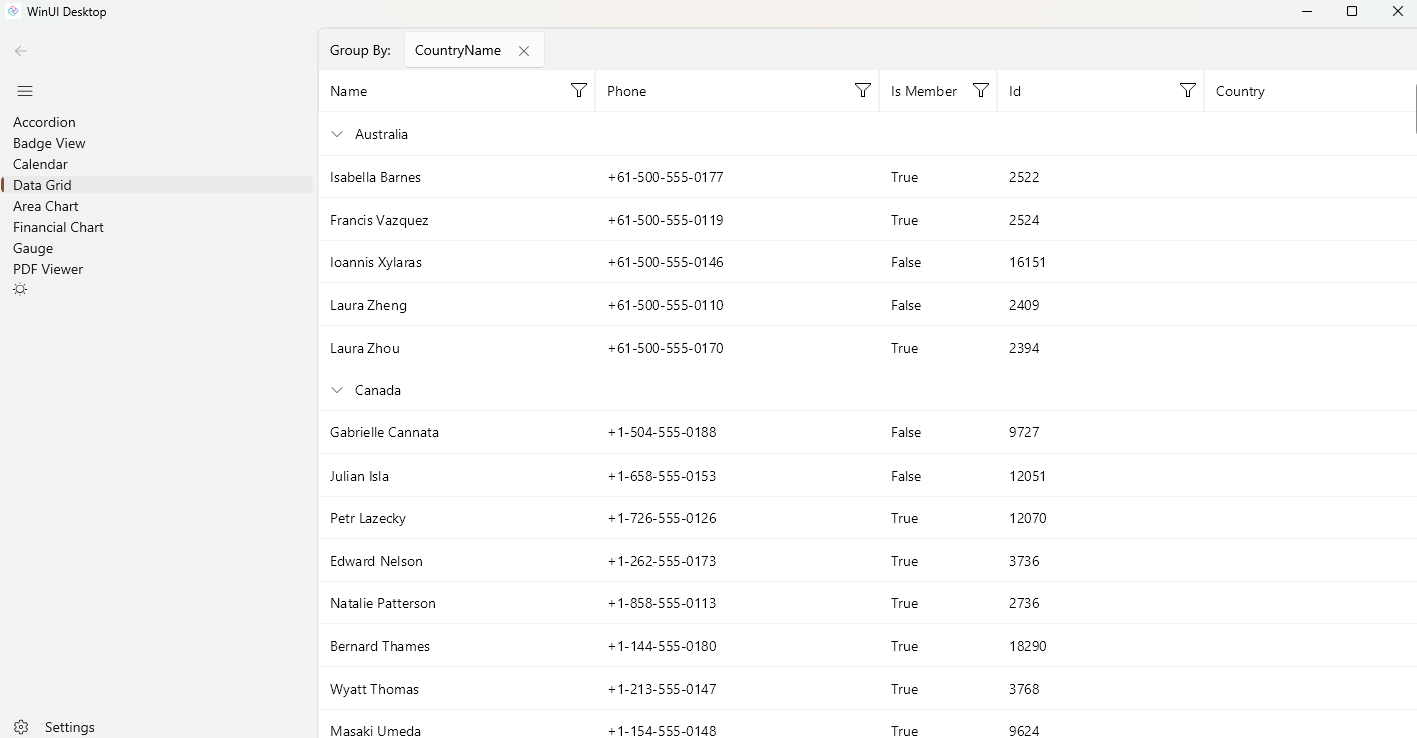 WinUI Desktop
Accordion
Badge View
Calendar
Data Grid
Area Chart
Financial Chart
Gauge
PDF Viewer
Settings
Group By: CountryName
Name Phone Is Member Id Country
Australia
Isabella Barnes +61-500-555-0177 True 2522
Francis Vazquez +61-500-555-0119 True 2524
Ioannis Xylaras +61-500-555-0146 False 16151
Laura Zheng +61-500-555-0110 False 2409
Laura Zhou +61-500-555-0170 True 2394
Canada
Gabrielle Cannata +1-504-555-0188 False 9727
Julian Isla +1-658-555-0153 False 12051
Petr Lazecky +1-726-555-0126 True 12070
Edward Nelson +1-262-555-0173 True 3736
Natalie Patterson +1-858-555-0113 True 2736
Bernard Thames +1-144-555-0180 True 18290
Wyatt Thomas +1-213-555-0147 True 3768
Masaki Umeda +1-154-555-0148 True 9624